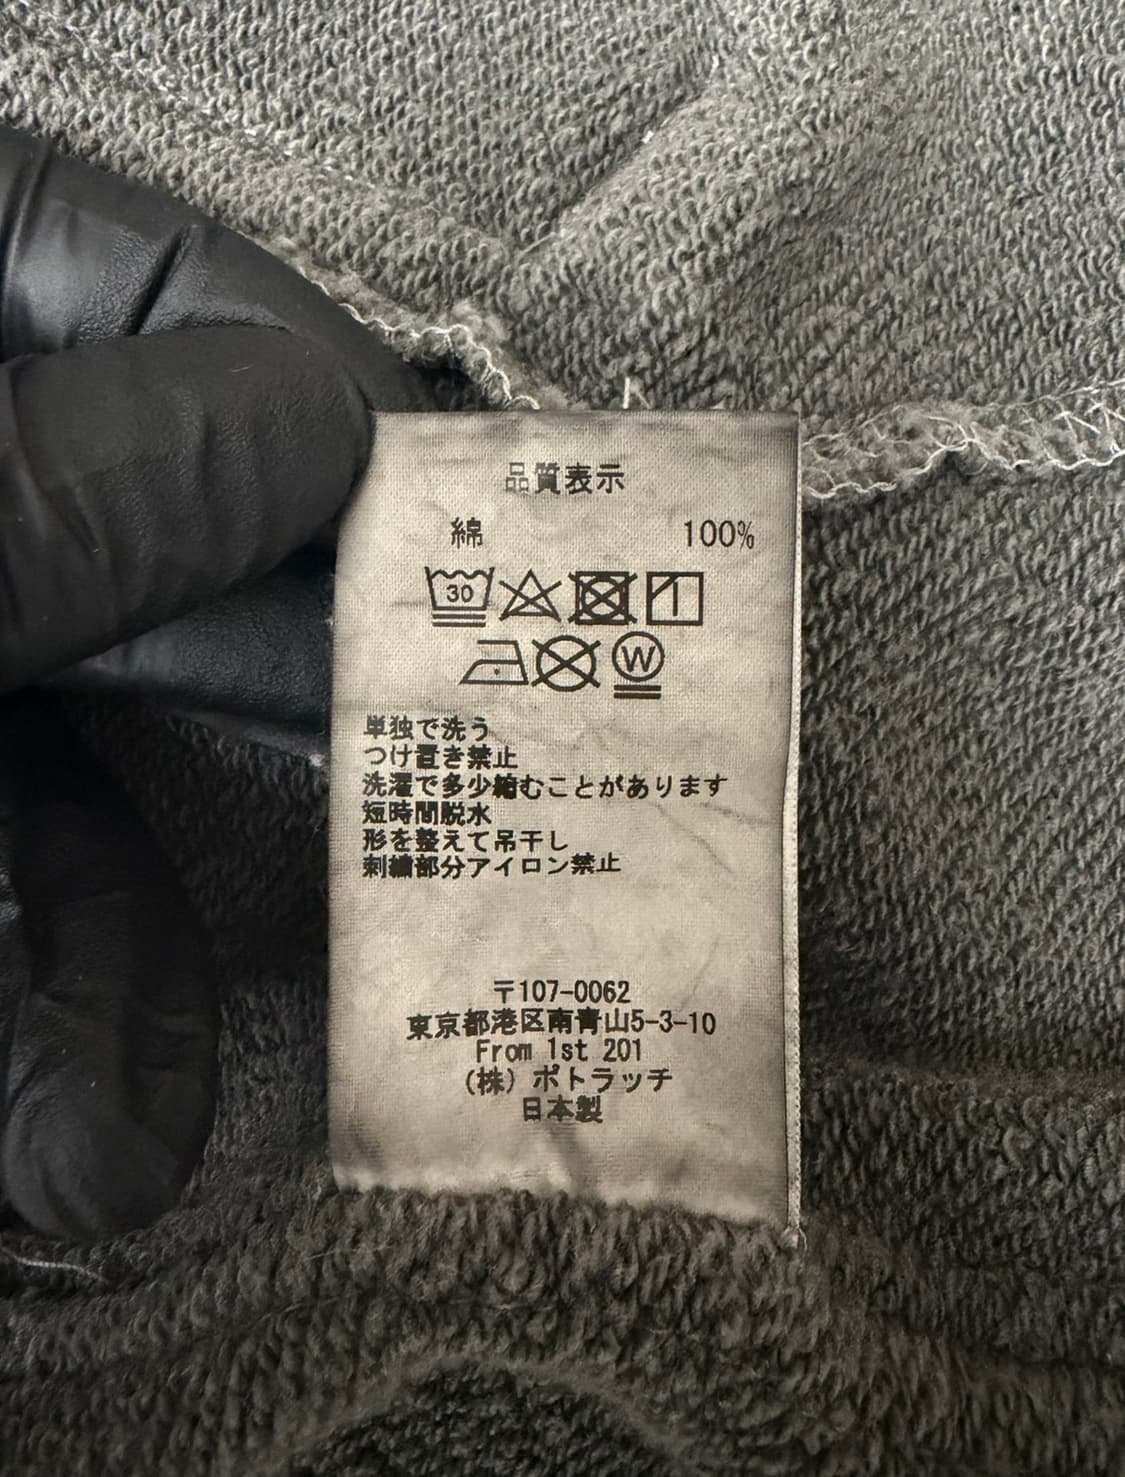 品質表示
綿 100%
30
W
単独で洗う
つけ置き禁止
洗濯で多少縮むことがあります
短時間脱水
形を整えて吊干し
刺繍部分アイロン禁止
〒107-0062
東京都港区南青山5-3-10
From 1st 201
(株) ポトラッチ
日本製